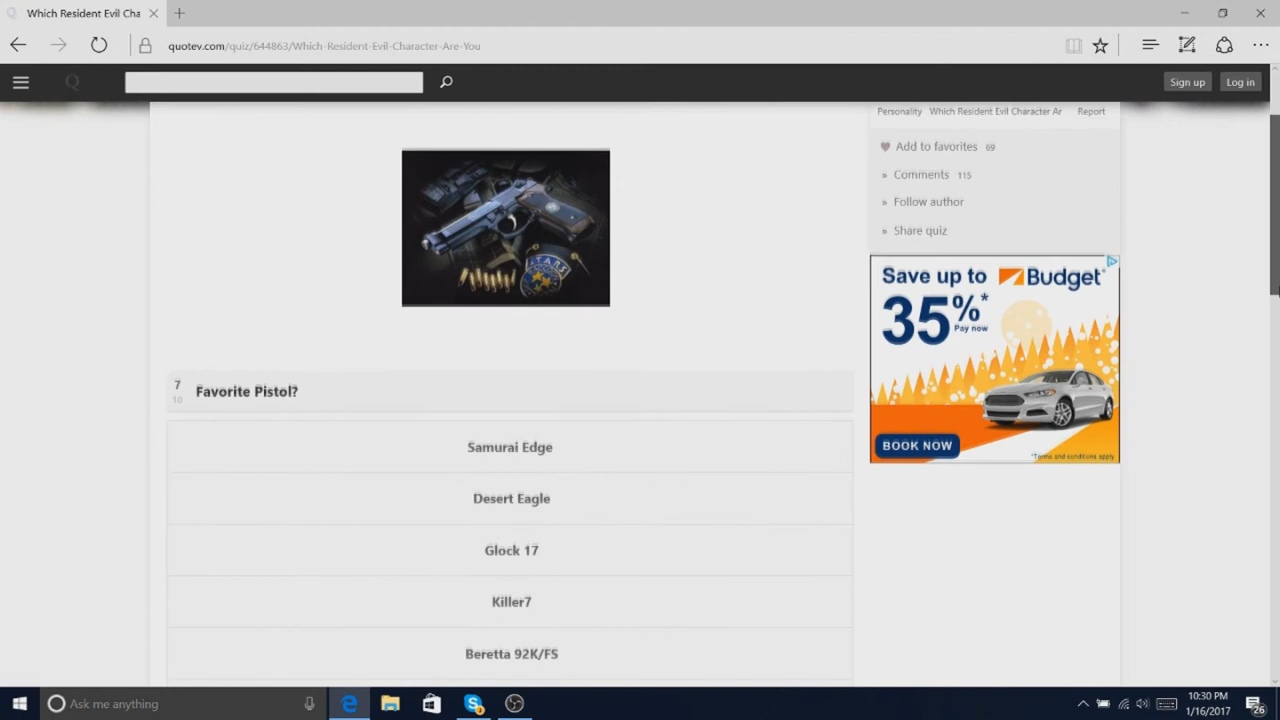 Which Resident Evil Cha
quotev.com/quiz/644863/Which-Resident-Evil-Character-Are-You
Q
Sign up
Log in
Personality Which Resident Evil Character Ar Report
Add to favorites 69
» Comments 115
» Follow author
» Share quiz
STARS
Save up to Budget
35%*
Pay now
BOOK NOW
*Terms and conditions apply
7
10
Favorite Pistol?
Samurai Edge
Desert Eagle
Glock 17
Killer7
Beretta 92K/FS
Ask me anything
10:30 PM
1/16/2017
26